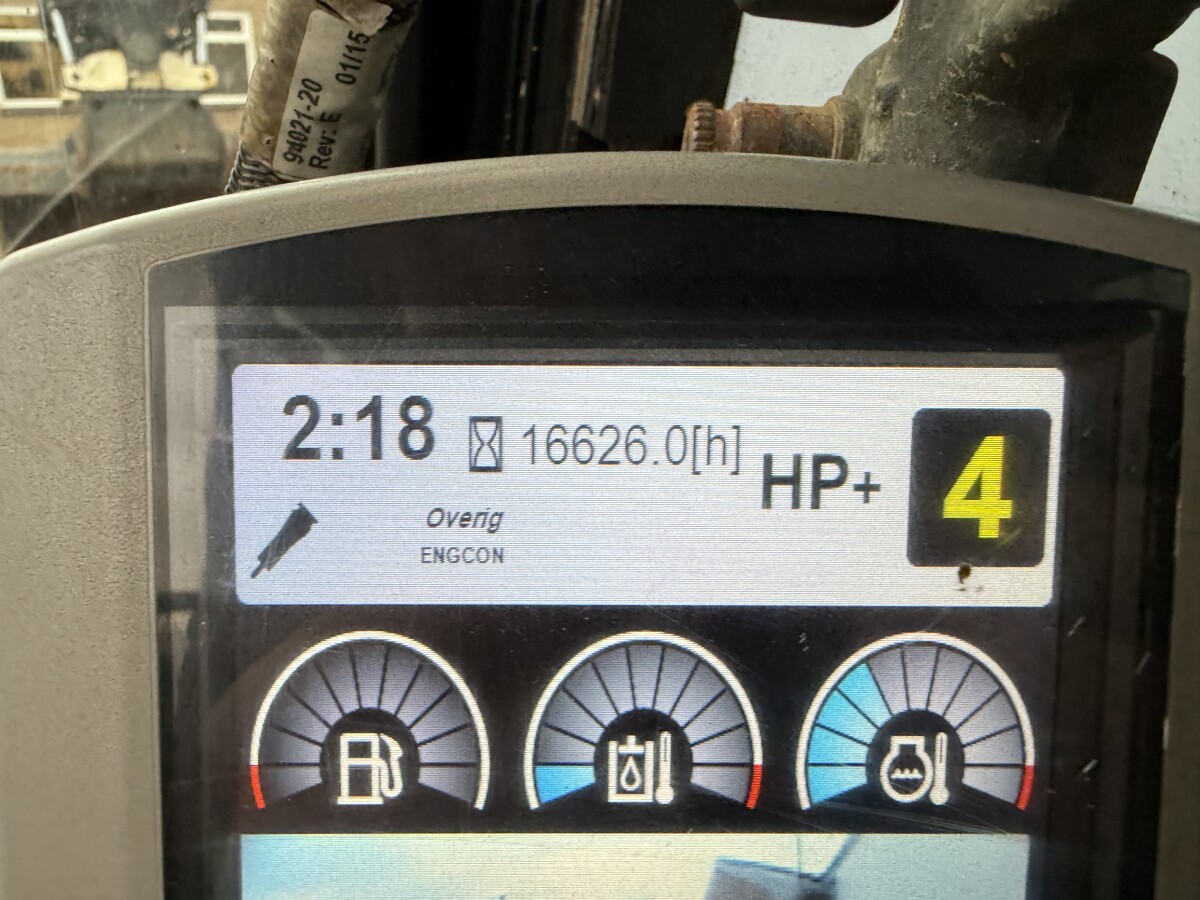 94021-20
Rev: E 01/15
2:18 16626.0[h] HP+ 4
Overig
ENGCON